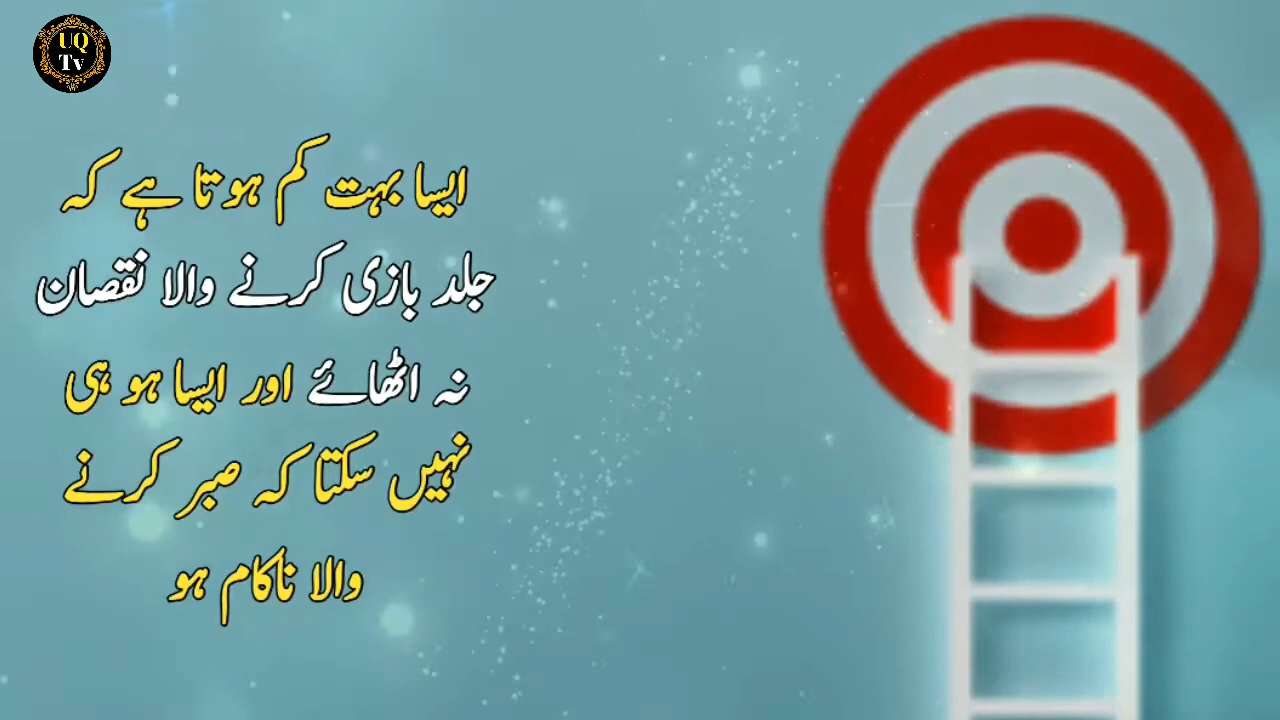 UQ
Tv
ایسا بہت کم ہوتا ہے کہ
جلد بازی کرنے والا نقصان
نہ اٹھائے اور ایسا ہو ہی
نہیں سکتا کہ صبر کرنے
والا ناکام ہو